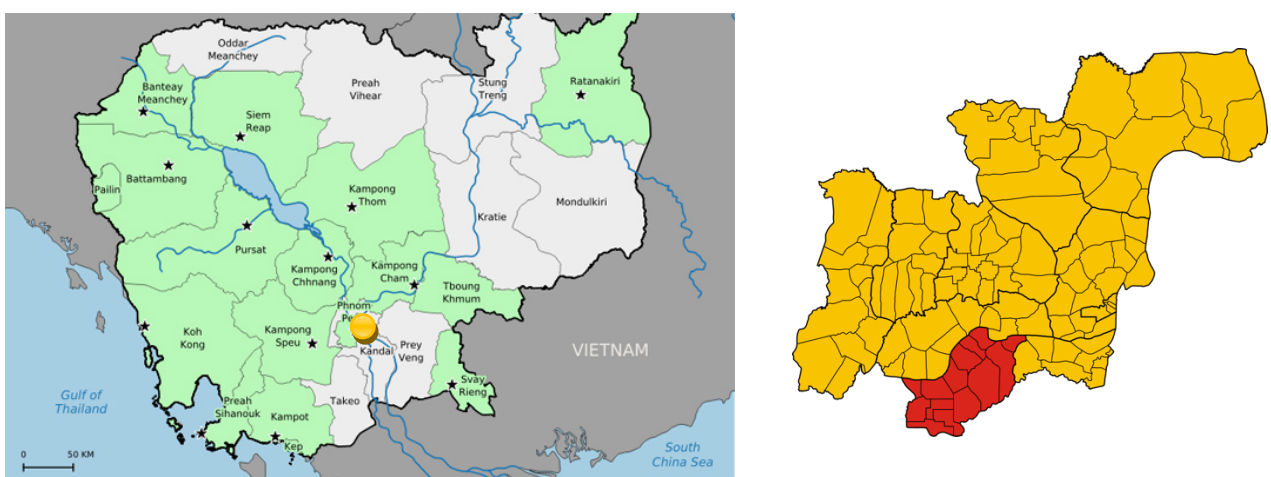 Oddar
Meanchey
Banteay
Meanchey
Preah
Vihear
Stung
Treng
Ratanakiri
Siem
Reap
Battambang
Pailin
Kampong
Thom
Kratie
Mondulkiri
Pursat
Kampong
Chhnang
Kampong
Cham
Tboung
Khmum
Phnom
Koh
Kong
Kampong
Speu
Kandal
Prey
Veng
VIETNAM
Svay
Rieng
Gulf of
Thailand
Preah
Sihanouk
Kampot
Takeo
Kep
South
China Sea
0 50 KM